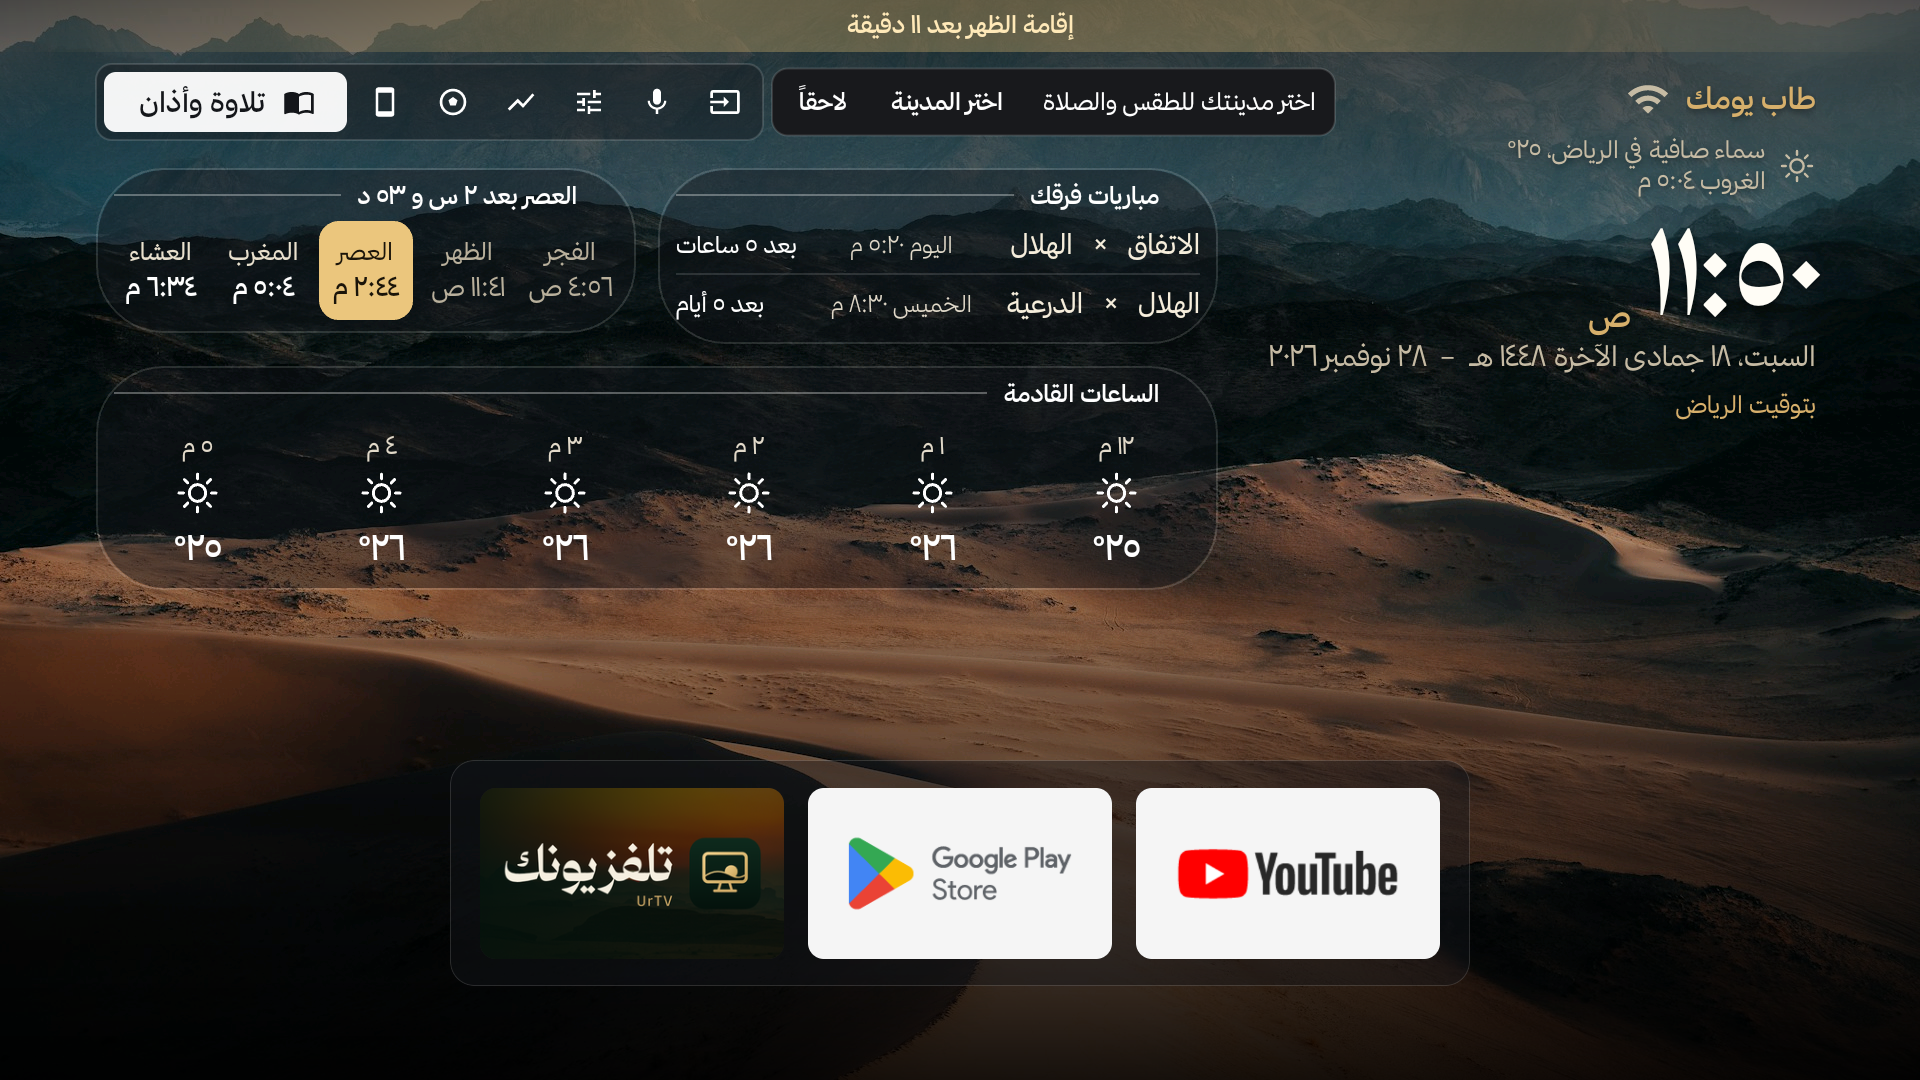 إقامة الظهر بعد ١١ دقيقة
طاب يومك
سماء صافية في الرياض، ٢٥°
الغروب ٥:٠٤ م
١١:٥٠ ص
السبت، ١٨ جمادى الآخرة ١٤٤٨ هـ – ٢٨ نوفمبر ٢٠٢٦
بتوقيت الرياض
اختر مدينتك للطقس والصلاة اختر المدينة لاحقاً
تلاوة وأذان
مباريات فرقك
الاتفاق × الهلال اليوم ٥:٢٠ م بعد ٥ ساعات
الهلال × الدرعية الخميس ٨:٣٠ م بعد ٥ أيام
العصر بعد ٢ س و ٥٣ د
الفجر الظهر العصر المغرب العشاء
٤:٥٦ ص ١١:٤١ ص ٢:٤٤ م ٥:٠٤ م ٦:٣٤ م
الساعات القادمة
١٢ م ١ م ٢ م ٣ م ٤ م ٥ م
٢٥° ٢٦° ٢٦° ٢٦° ٢٦° ٢٥°
YouTube
Google Play
Store
تلفزيونك
UrTV